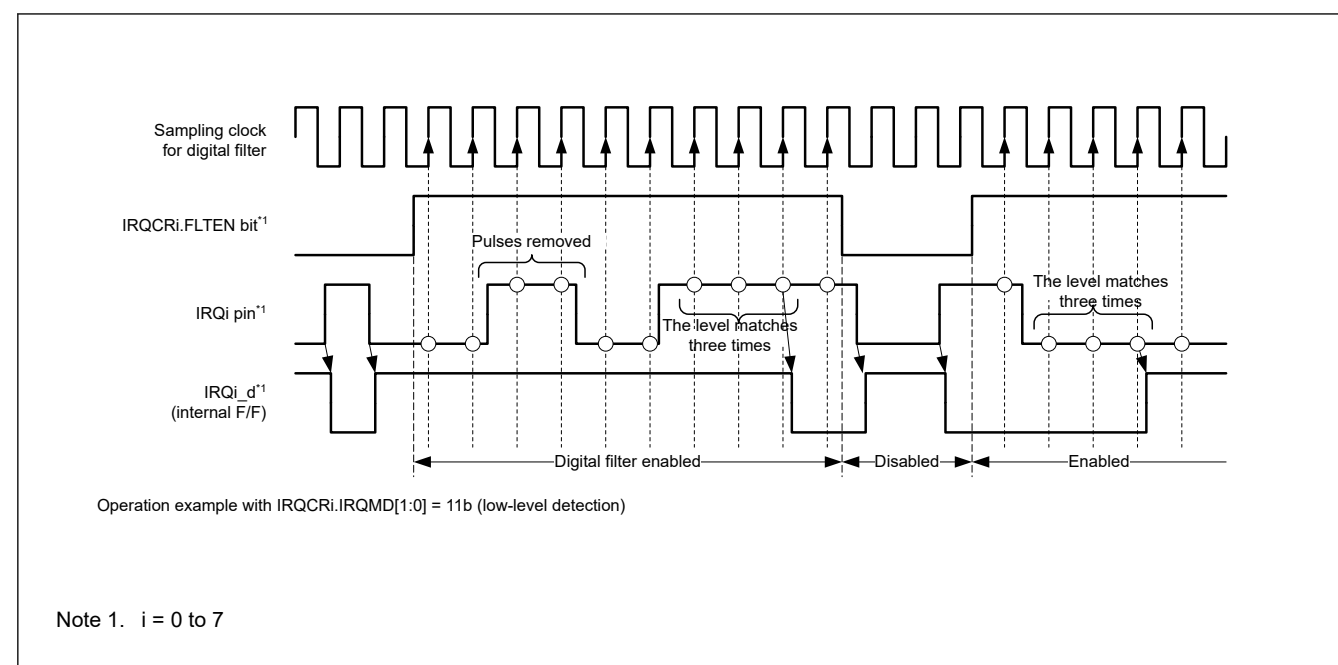 Sampling clock
for digital filter
IRQCRi.FLTEN bit*1
Pulses removed
IRQi pin*1
The level matches
three times
The level matches
three times
IRQi_d*1
(internal F/F)
Digital filter enabled
Disabled
Enabled
Operation example with IRQCRi.IRQMD[1:0] = 11b (low-level detection)
Note 1. i = 0 to 7